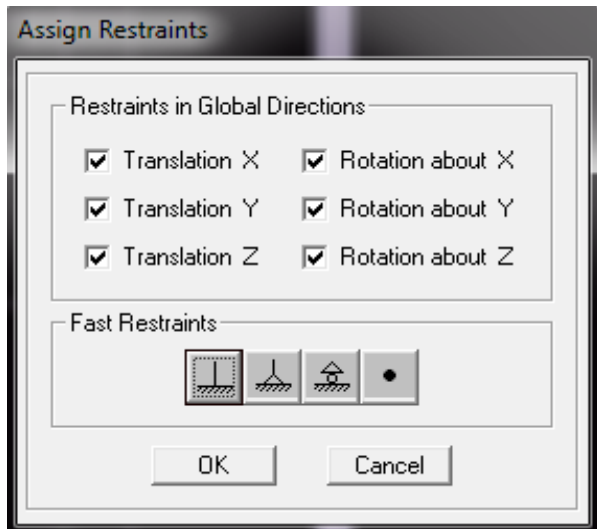 Assign Restraints
Restraints in Global Directions
Translation X Rotation about X
Translation Y Rotation about Y
Translation Z Rotation about Z
Fast Restraints
OK Cancel